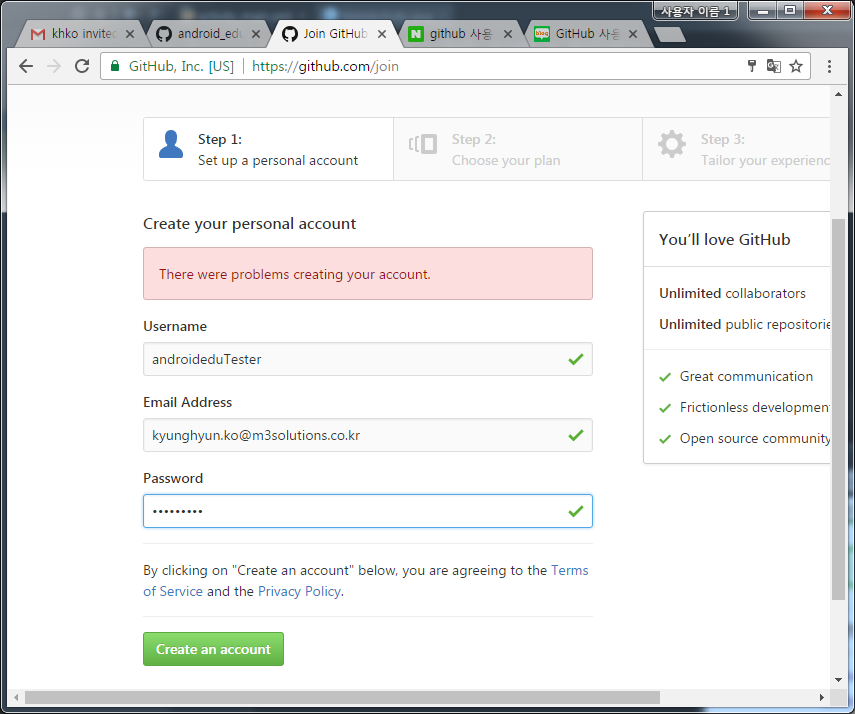 사용자 이름 1
khko invited
android_edu
Join GitHub
github 사용
GitHub 사용
GitHub, Inc. [US] https://github.com/join
Step 1:
Set up a personal account
Step 2:
Choose your plan
Step 3:
Tailor your experienc
Create your personal account
There were problems creating your account.
Username
androideduTester
Email Address
kyunghyun.ko@m3solutions.co.kr
Password
•••••••••
By clicking on "Create an account" below, you are agreeing to the Terms
of Service and the Privacy Policy.
Create an account
You'll love GitHub
Unlimited collaborators
Unlimited public repositorie
Great communication
Frictionless developmen
Open source community